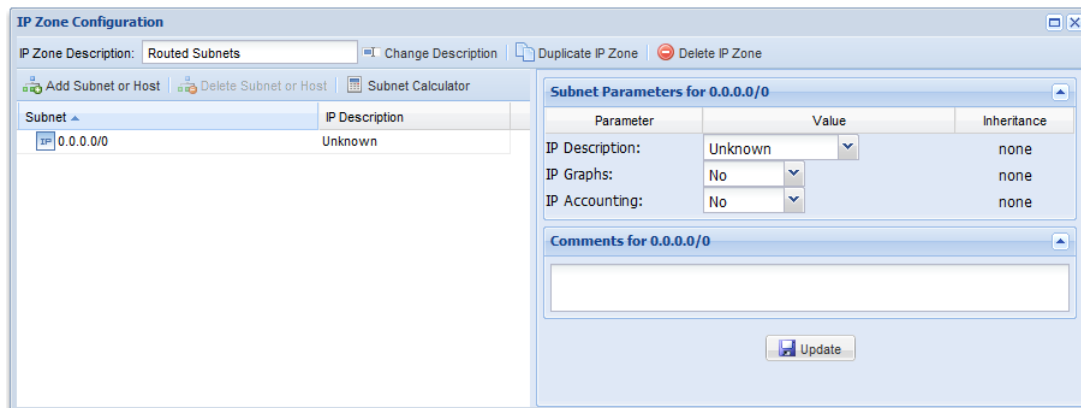 IP Zone Configuration
IP Zone Description: Routed Subnets Change Description Duplicate IP Zone Delete IP Zone
Add Subnet or Host Delete Subnet or Host Subnet Calculator
Subnet IP Description
IP 0.0.0.0/0 Unknown
Subnet Parameters for 0.0.0.0/0
Parameter Value Inheritance
IP Description: Unknown none
IP Graphs: No none
IP Accounting: No none
Comments for 0.0.0.0/0
Update